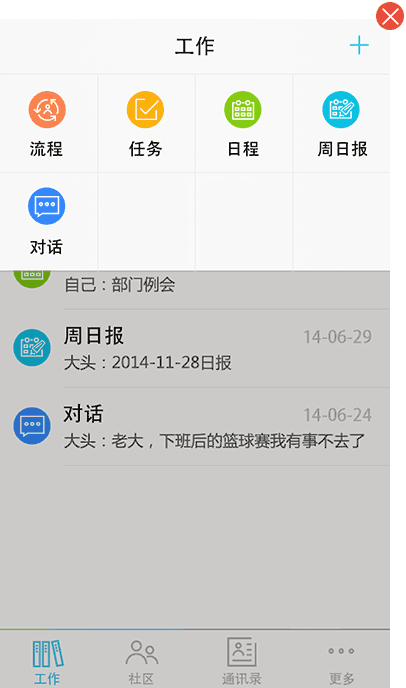 工作
流程 任务 日程 周日报
对话
自己：部门例会
周日报 14-06-29
大头：2014-11-28日报
对话 14-06-24
大头：老大，下班后的篮球赛我有事不去了
工作 社区 通讯录 更多